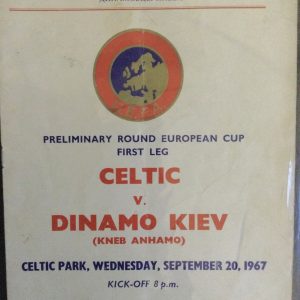 PRELIMINARY ROUND EUROPEAN CUP
FIRST LEG
CELTIC
V.
DINAMO KIEV
(KNEB AHHAMO)
CELTIC PARK, WEDNESDAY, SEPTEMBER 20, 1967
KICK-OFF 8 p.m.